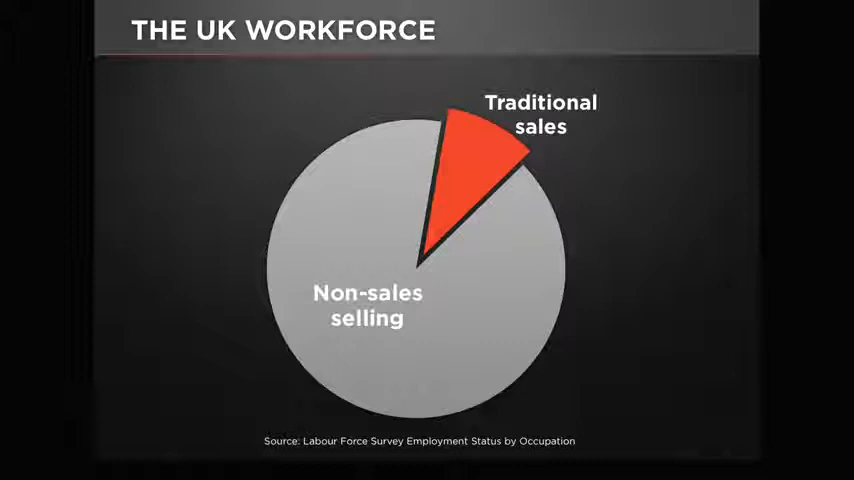 THE UK WORKFORCE
Traditional
sales
Non-sales
selling
Source: Labour Force Survey Employment Status by Occupation